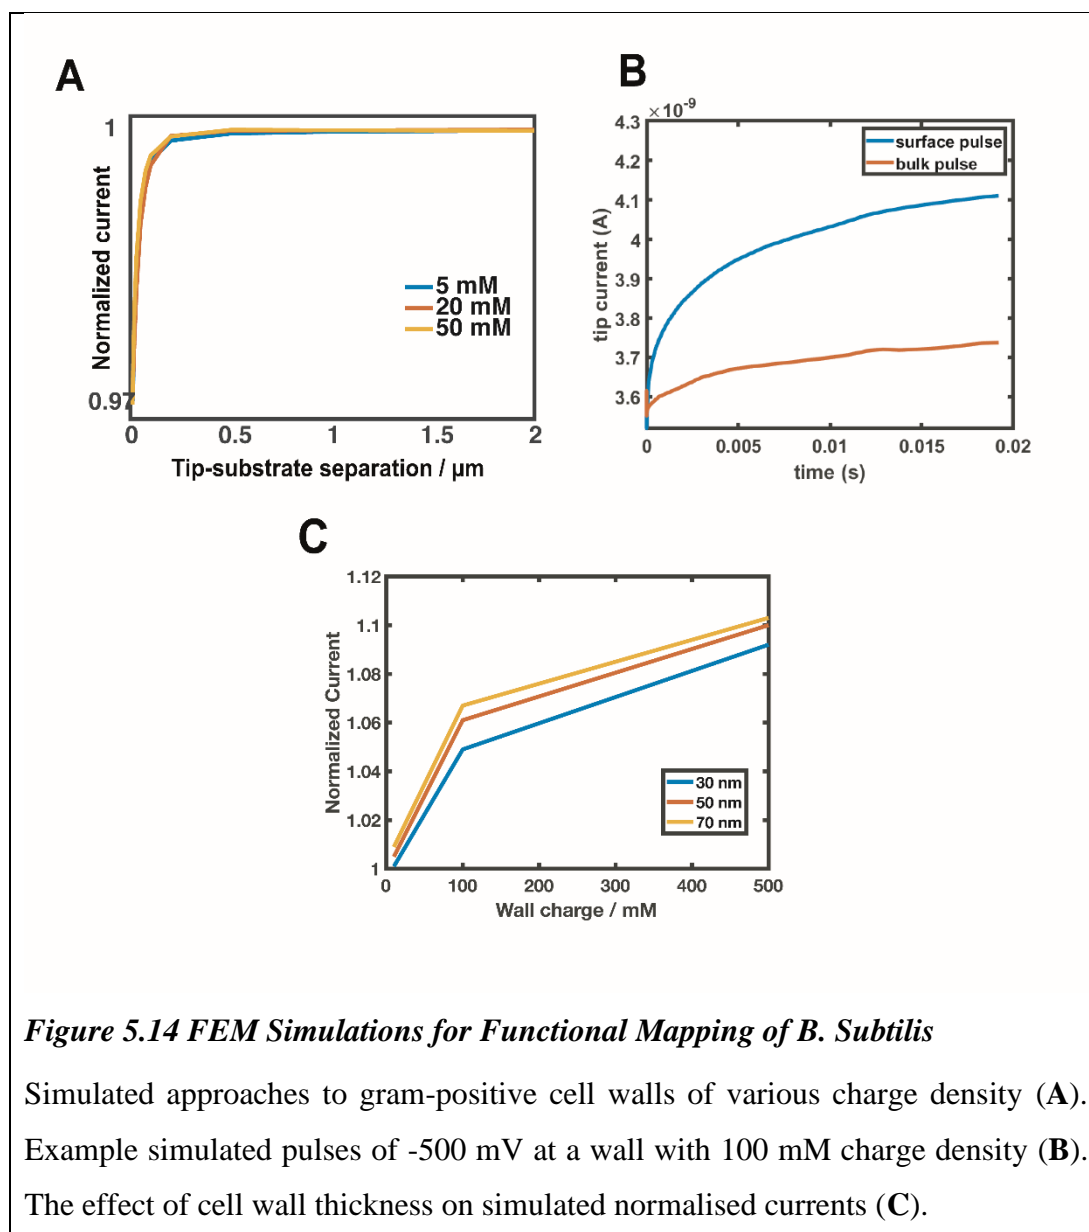 A
1
Normalized current
0.97
5 mM
20 mM
50 mM
0 0.5 1 1.5 2
Tip-substrate separation / µm
B
×10-9
4.3
4.2
4.1
4
3.9
3.8
3.7
3.6
tip current (A)
surface pulse
bulk pulse
0 0.005 0.01 0.015 0.02
time (s)
C
1.12
1.1
1.08
1.06
1.04
1.02
1
Normalized Current
30 nm
50 nm
70 nm
0 100 200 300 400 500
Wall charge / mM
Figure 5.14 FEM Simulations for Functional Mapping of B. Subtilis
Simulated approaches to gram-positive cell walls of various charge density (A).
Example simulated pulses of -500 mV at a wall with 100 mM charge density (B).
The effect of cell wall thickness on simulated normalised currents (C).